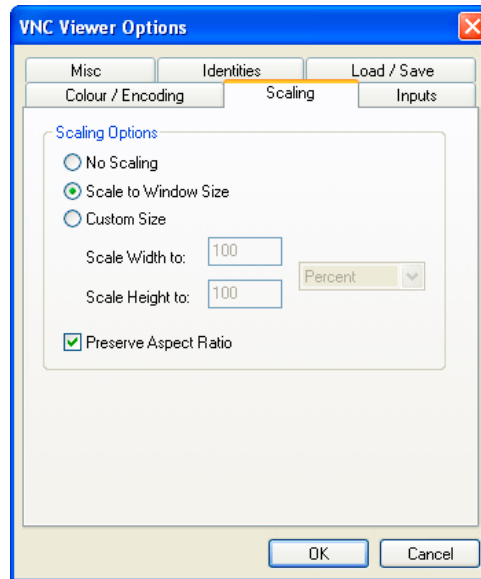 VNC Viewer Options
Misc Identities Load / Save
Colour / Encoding Scaling Inputs
Scaling Options
No Scaling
Scale to Window Size
Custom Size
Scale Width to: 100
Percent
Scale Height to: 100
Preserve Aspect Ratio
OK Cancel